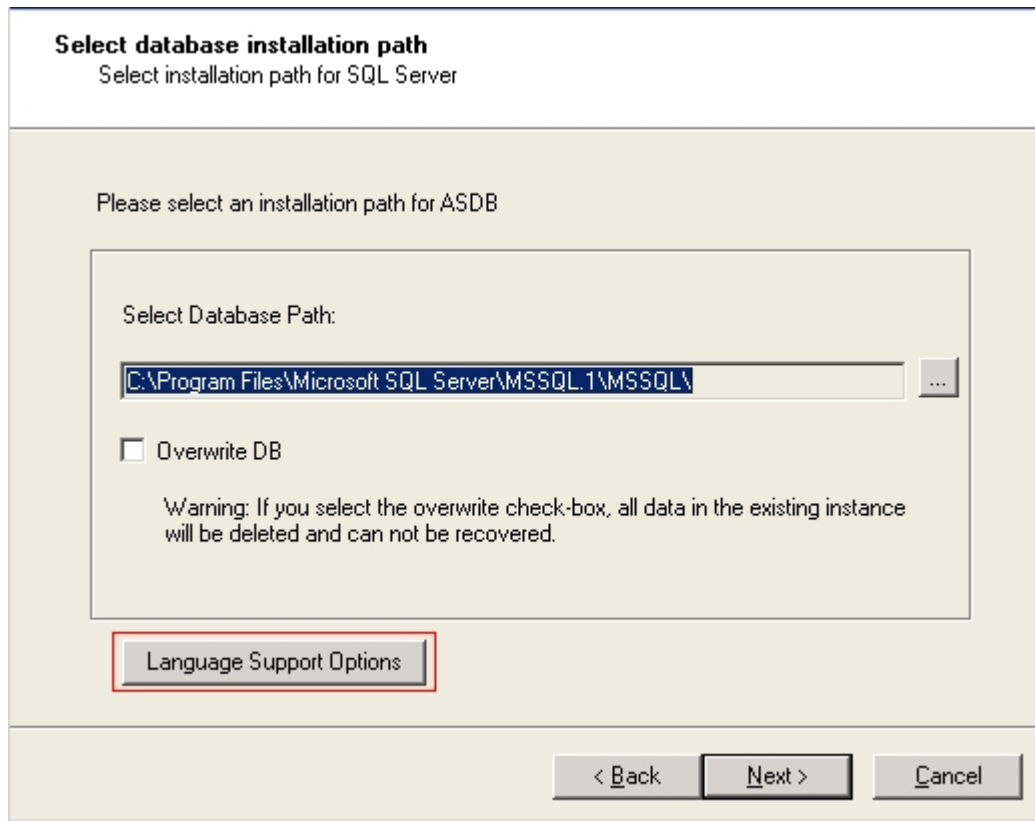 Select database installation path
Select installation path for SQL Server
Please select an installation path for ASDB
Select Database Path:
C:\Program Files\Microsoft SQL Server\MSSQL.1\MSSQL\
...
Overwrite DB
Warning: If you select the overwrite check-box, all data in the existing instance
will be deleted and can not be recovered.
Language Support Options
< Back
Next >
Cancel